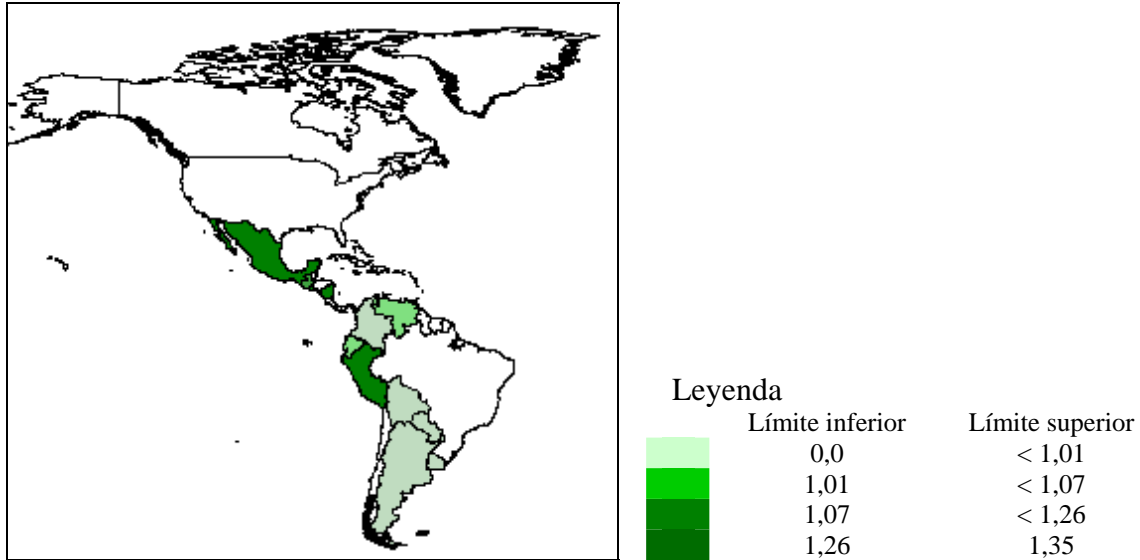 Leyenda
Límite inferior Límite superior
0,0 < 1,01
1,01 < 1,07
1,07 < 1,26
1,26 1,35